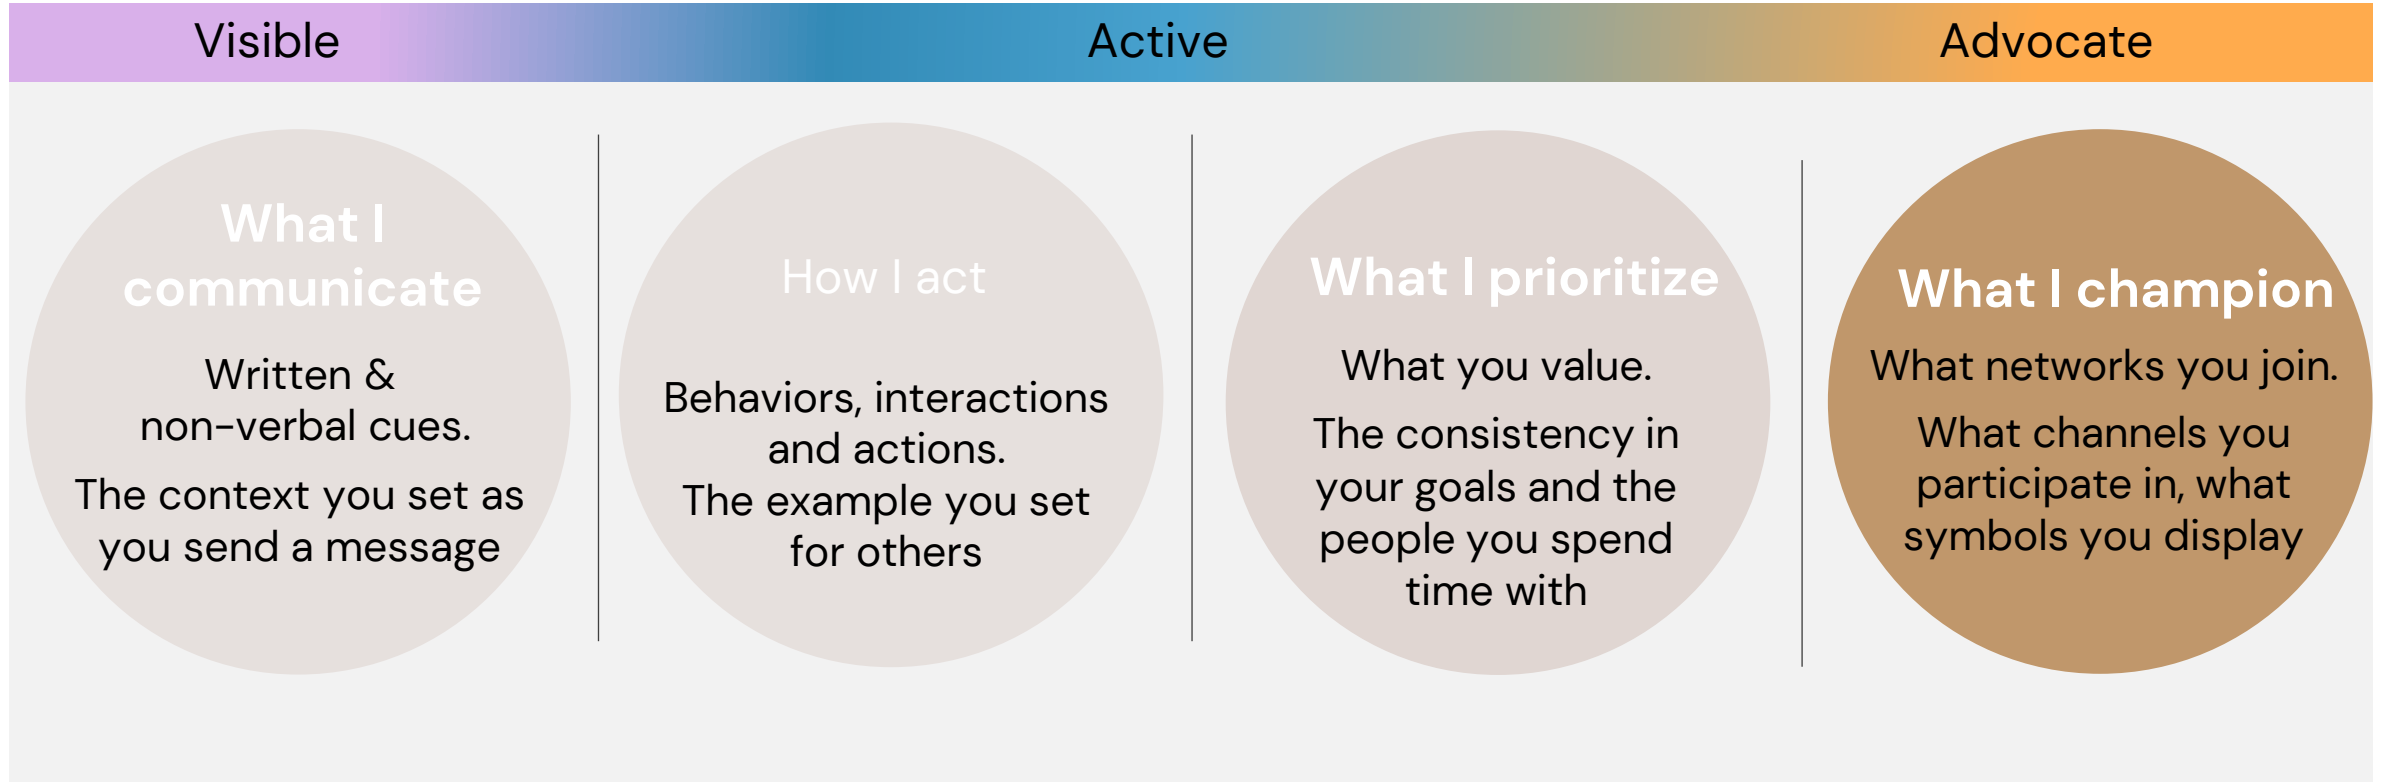 Visible
Active
Advocate
What I
communicate
Written &
non-verbal cues.
The context you set as
you send a message
How I act
Behaviors, interactions
and actions.
The example you set
for others
What I prioritize
What you value.
The consistency in
your goals and the
people you spend
time with
What I champion
What networks you join.
What channels you
participate in, what
symbols you display